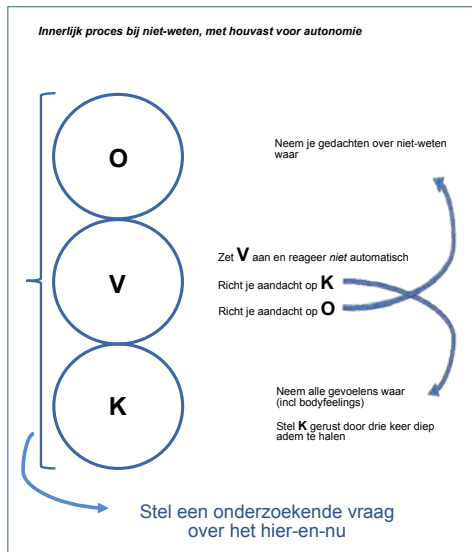 Innerlijk proces bij niet-weten, met houvast voor autonomie
O
Neem je gedachten over niet-weten
waar
V
Zet V aan en reageer niet automatisch
Richt je aandacht op K
Richt je aandacht op O
K
Neem alle gevoelens waar
(incl bodyfeelings)
Stel K gerust door drie keer diep
adem te halen
Stel een onderzoekende vraag
over het hier-en-nu